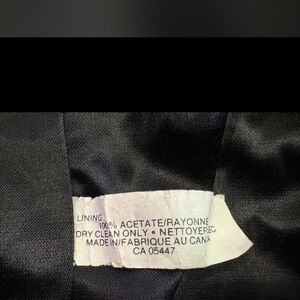 LINING
100% ACETATE/RAYONNE
DRY CLEAN ONLY • NETTOYER
MADE IN/FABRIQUE AU CANA
CA 05447